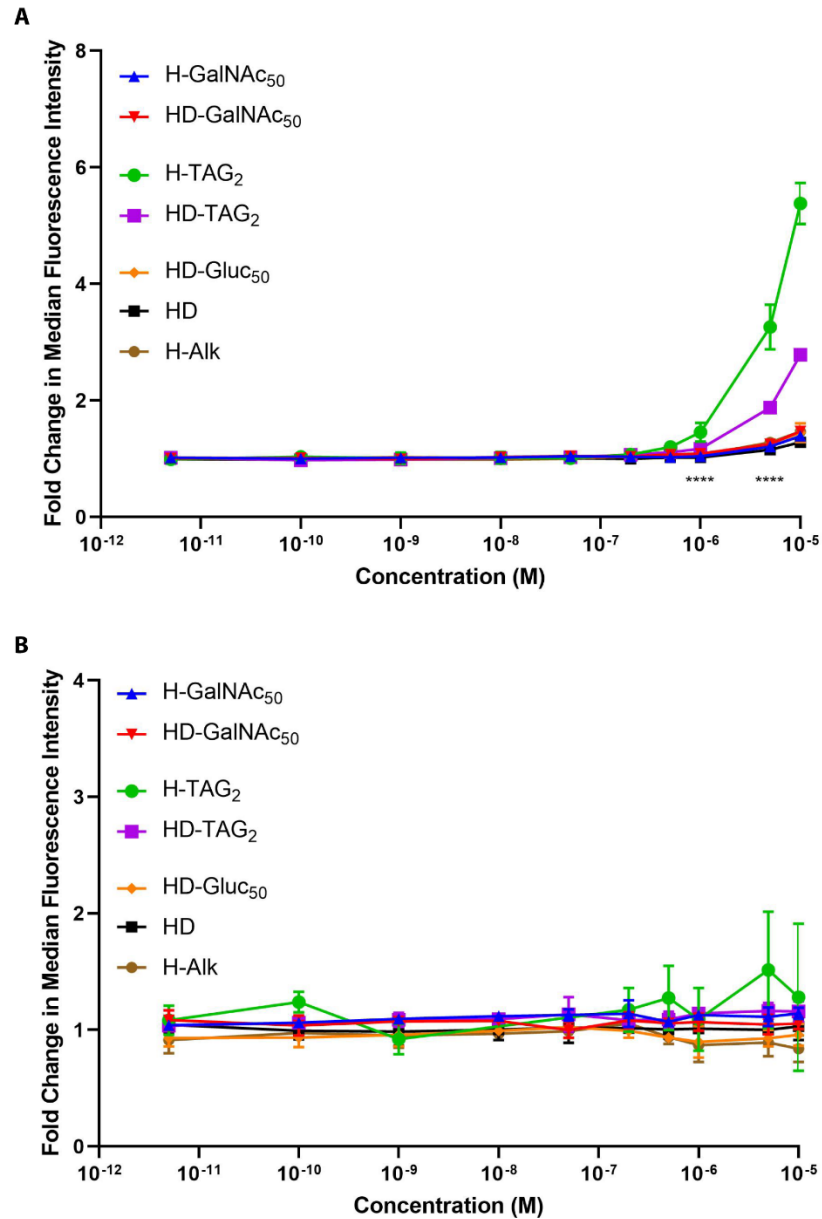 A
Fold Change in Median Fluorescence Intensity
8
6
4
2
0
H-GalNAc₅₀
HD-GalNAc₅₀
H-TAG₂
HD-TAG₂
HD-Gluc₅₀
HD
H-Alk
**** ****
10⁻¹² 10⁻¹¹ 10⁻¹⁰ 10⁻⁹ 10⁻⁸ 10⁻⁷ 10⁻⁶ 10⁻⁵
Concentration (M)
B
Fold Change in Median Fluorescence Intensity
4
3
2
1
0
H-GalNAc₅₀
HD-GalNAc₅₀
H-TAG₂
HD-TAG₂
HD-Gluc₅₀
HD
H-Alk
10⁻¹² 10⁻¹¹ 10⁻¹⁰ 10⁻⁹ 10⁻⁸ 10⁻⁷ 10⁻⁶ 10⁻⁵
Concentration (M)